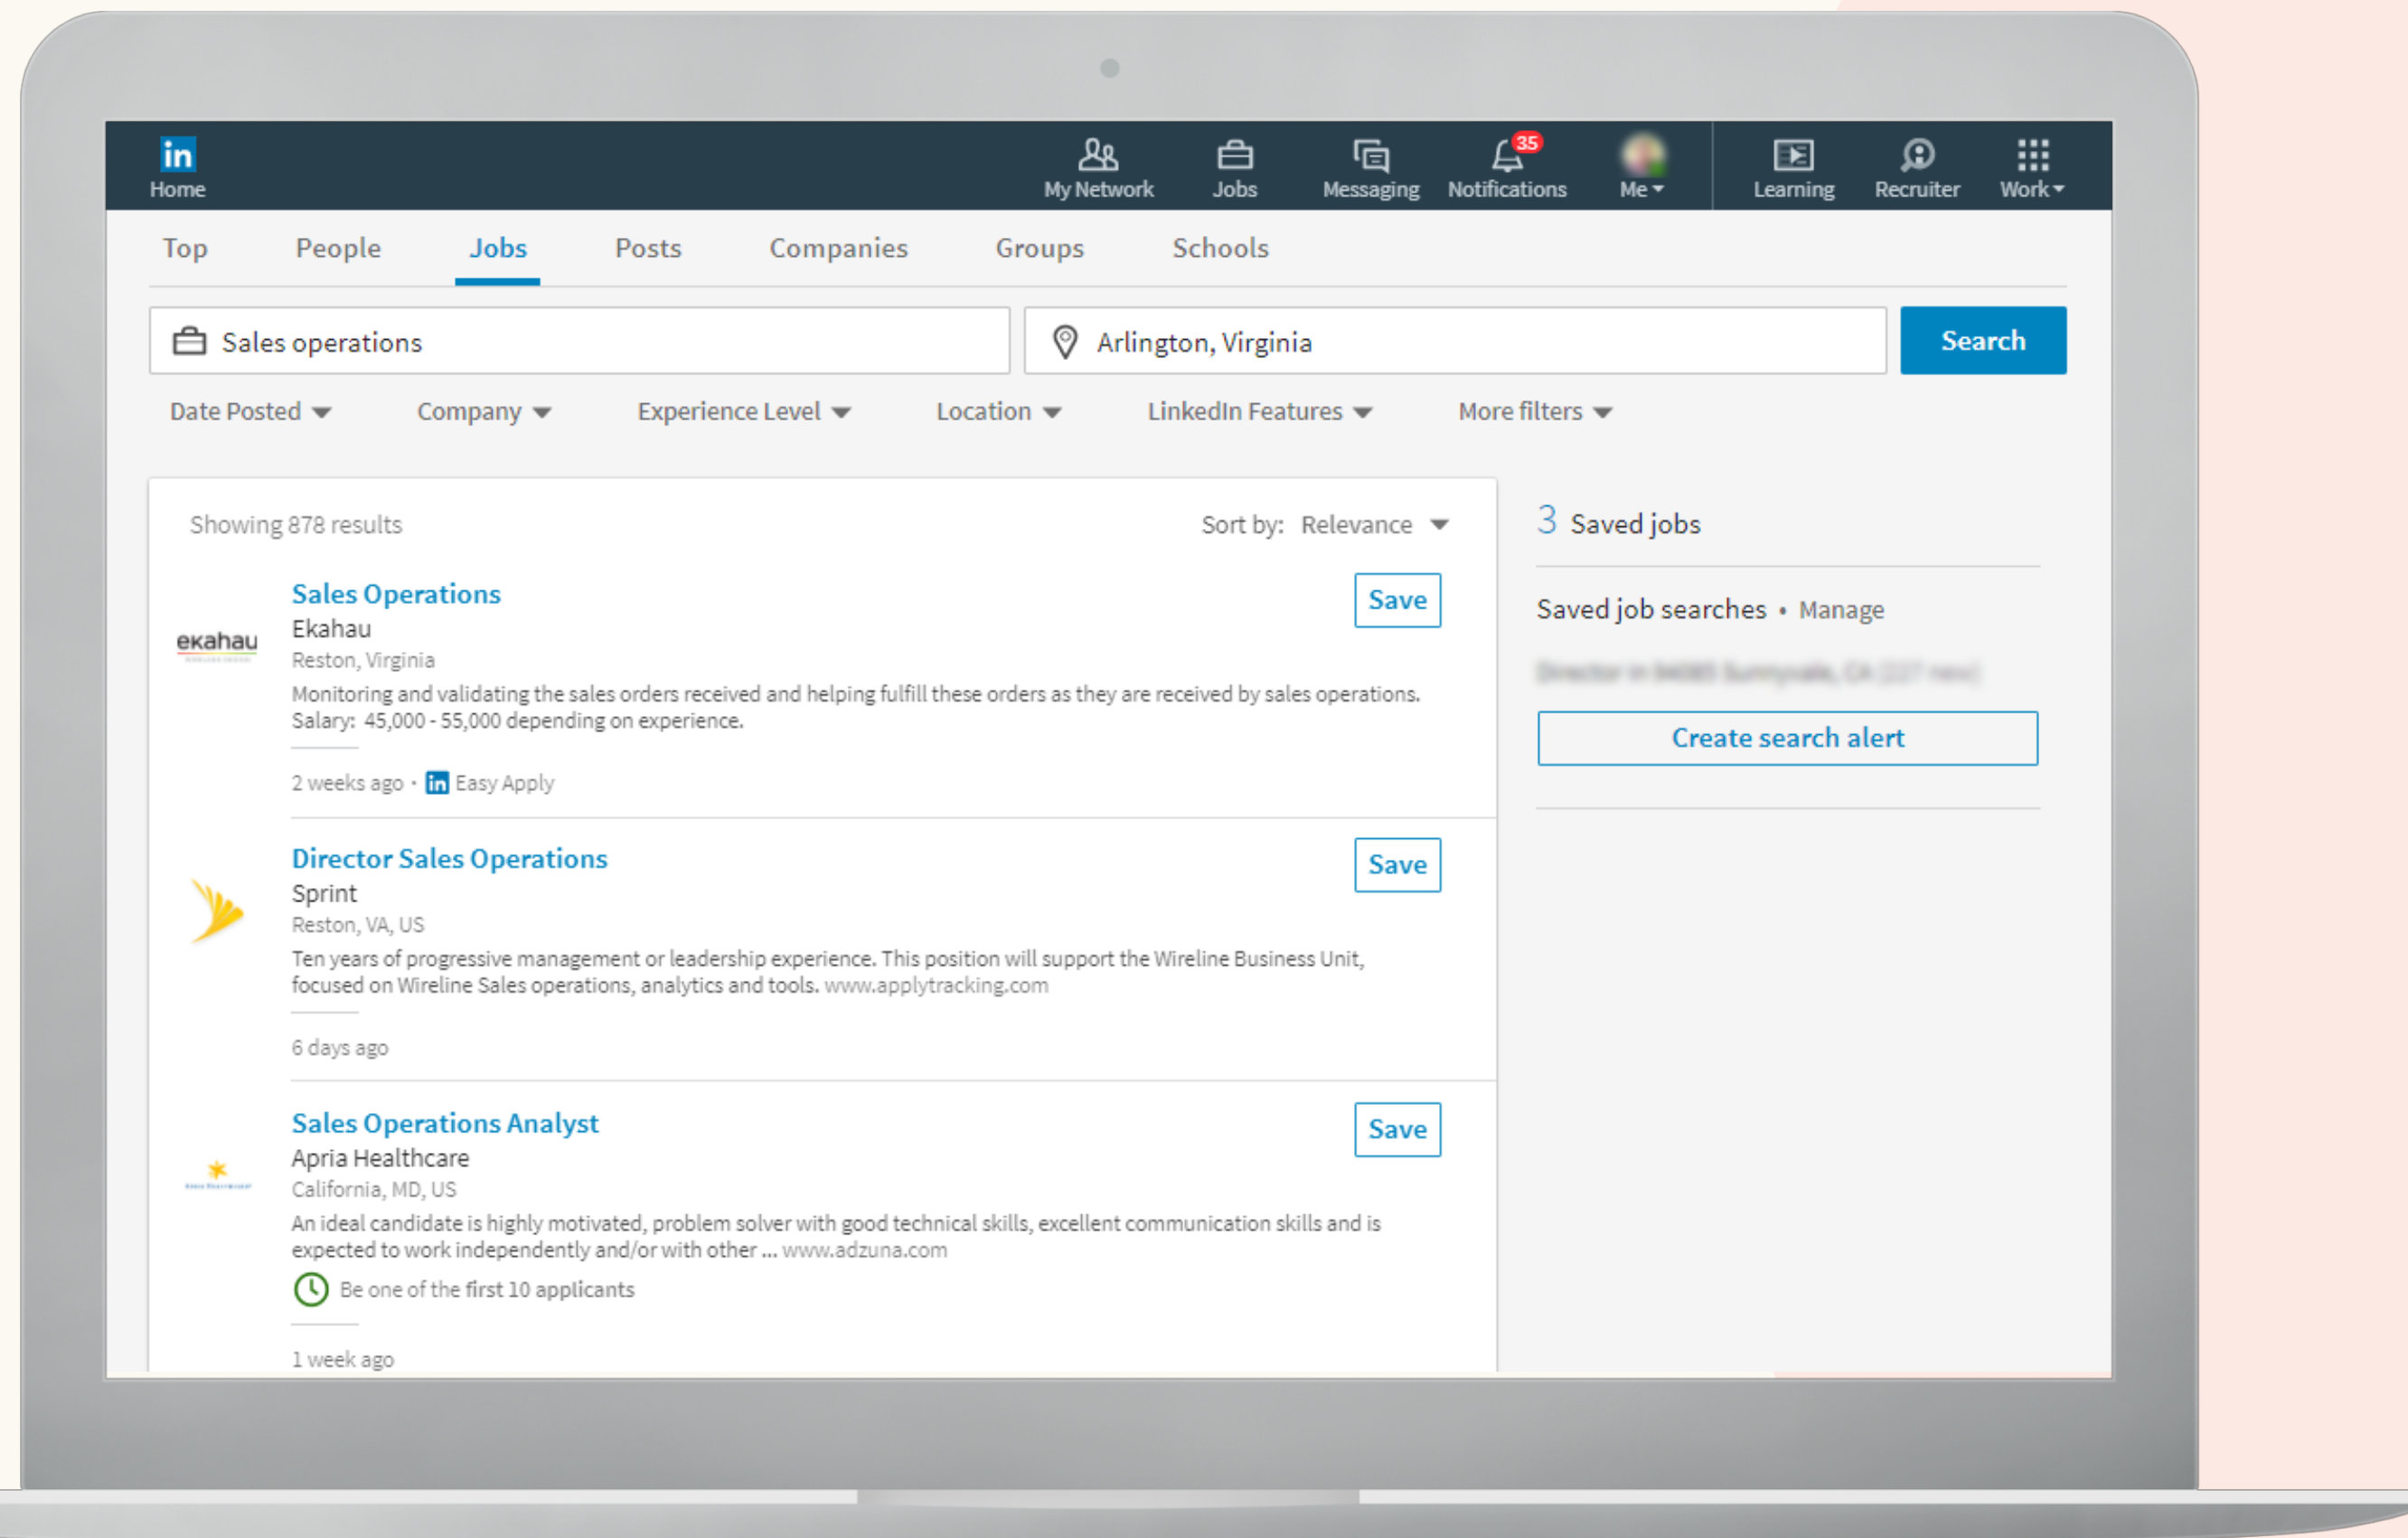 in
Home
My Network
Jobs
Messaging
35
Notifications
Me
Learning
Recruiter
Work
Top
People
Jobs
Posts
Companies
Groups
Schools
Sales operations
Arlington, Virginia
Search
Date Posted
Company
Experience Level
Location
LinkedIn Features
More filters
Showing 878 results
Sort by: Relevance
ekahau
Sales Operations
Save
Ekahau
Reston, Virginia
Monitoring and validating the sales orders received and helping fulfill these orders as they are received by sales operations.
Salary: 45,000 - 55,000 depending on experience.
2 weeks ago • in Easy Apply
Director Sales Operations
Save
Sprint
Reston, VA, US
Ten years of progressive management or leadership experience. This position will support the Wireline Business Unit,
focused on Wireline Sales operations, analytics and tools. www.applytracking.com
6 days ago
Sales Operations Analyst
Save
Apria Healthcare
California, MD, US
An ideal candidate is highly motivated, problem solver with good technical skills, excellent communication skills and is
expected to work independently and/or with other ... www.adzuna.com
Be one of the first 10 applicants
1 week ago
3 Saved jobs
Saved job searches • Manage
Create search alert